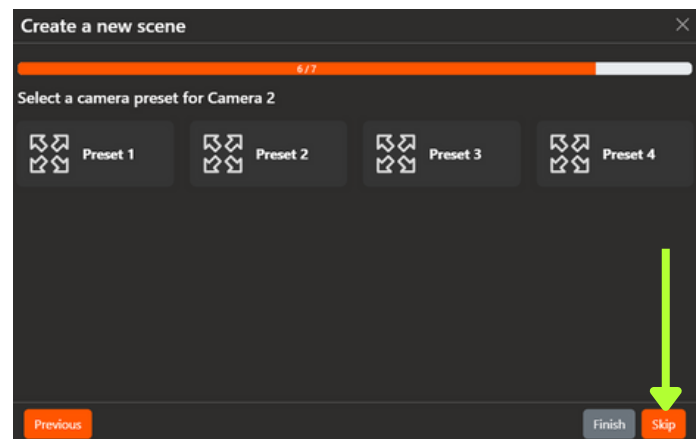 Create a new scene
6/7
Select a camera preset for Camera 2
Preset 1 Preset 2 Preset 3 Preset 4
Previous Finish Skip